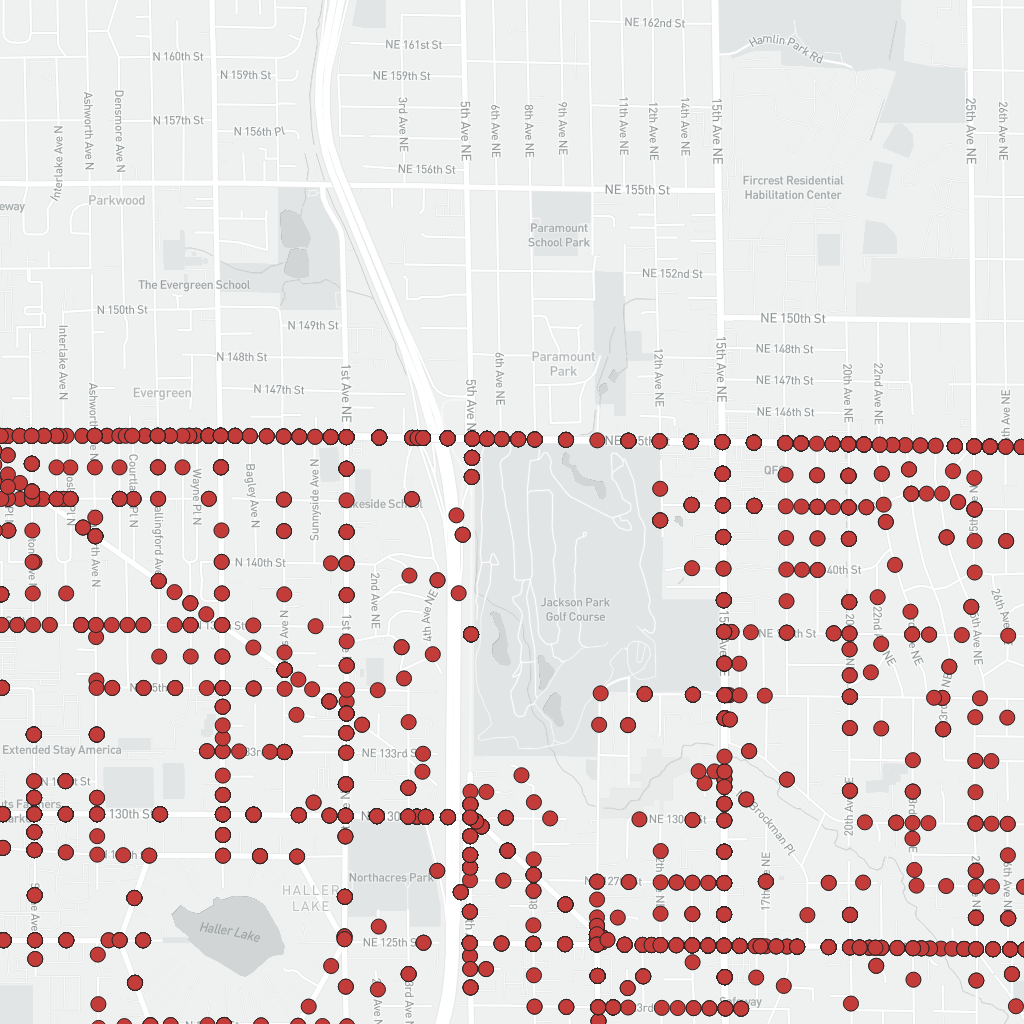 NE 162nd St
Hamlin Park Rd
NE 161st St
N 160th St
N 159th St
NE 159th St
Ashworth Ave N
Densmore Ave N
N 157th St
N 156th Pl
Interlake Ave N
3rd Ave NE
5th Ave NE
6th Ave NE
8th Ave NE
9th Ave NE
11th Ave NE
12th Ave NE
14th Ave NE
15th Ave NE
25th Ave NE
26th Ave NE
NE 156th St
NE 155th St
Fircrest Residential
Habilitation Center
Parkwood
Paramount
School Park
NE 152nd St
The Evergreen School
N 150th St
N 149th St
NE 150th St
Interlake Ave N
N 148th St
NE 148th St
Paramount
Park
1st Ave NE
5th Ave NE
6th Ave NE
12th Ave NE
15th Ave NE
20th Ave NE
22nd Ave NE
Evergreen
N 147th St
NE 147th St
NE 146th St
Wayne Pl N
Bagley Ave N
Sunnyside Ave N
N 140th St
2nd Ave NE
4th Ave NE
Jackson Park
Golf Course
26th Ave NE
Extended Stay America
NE 133rd St
NE 130th St
Brockman Pl
20th Ave NE
17th Ave NE
Northacres Park
HALLER
LAKE
Haller Lake
NE 125th St
Safeway